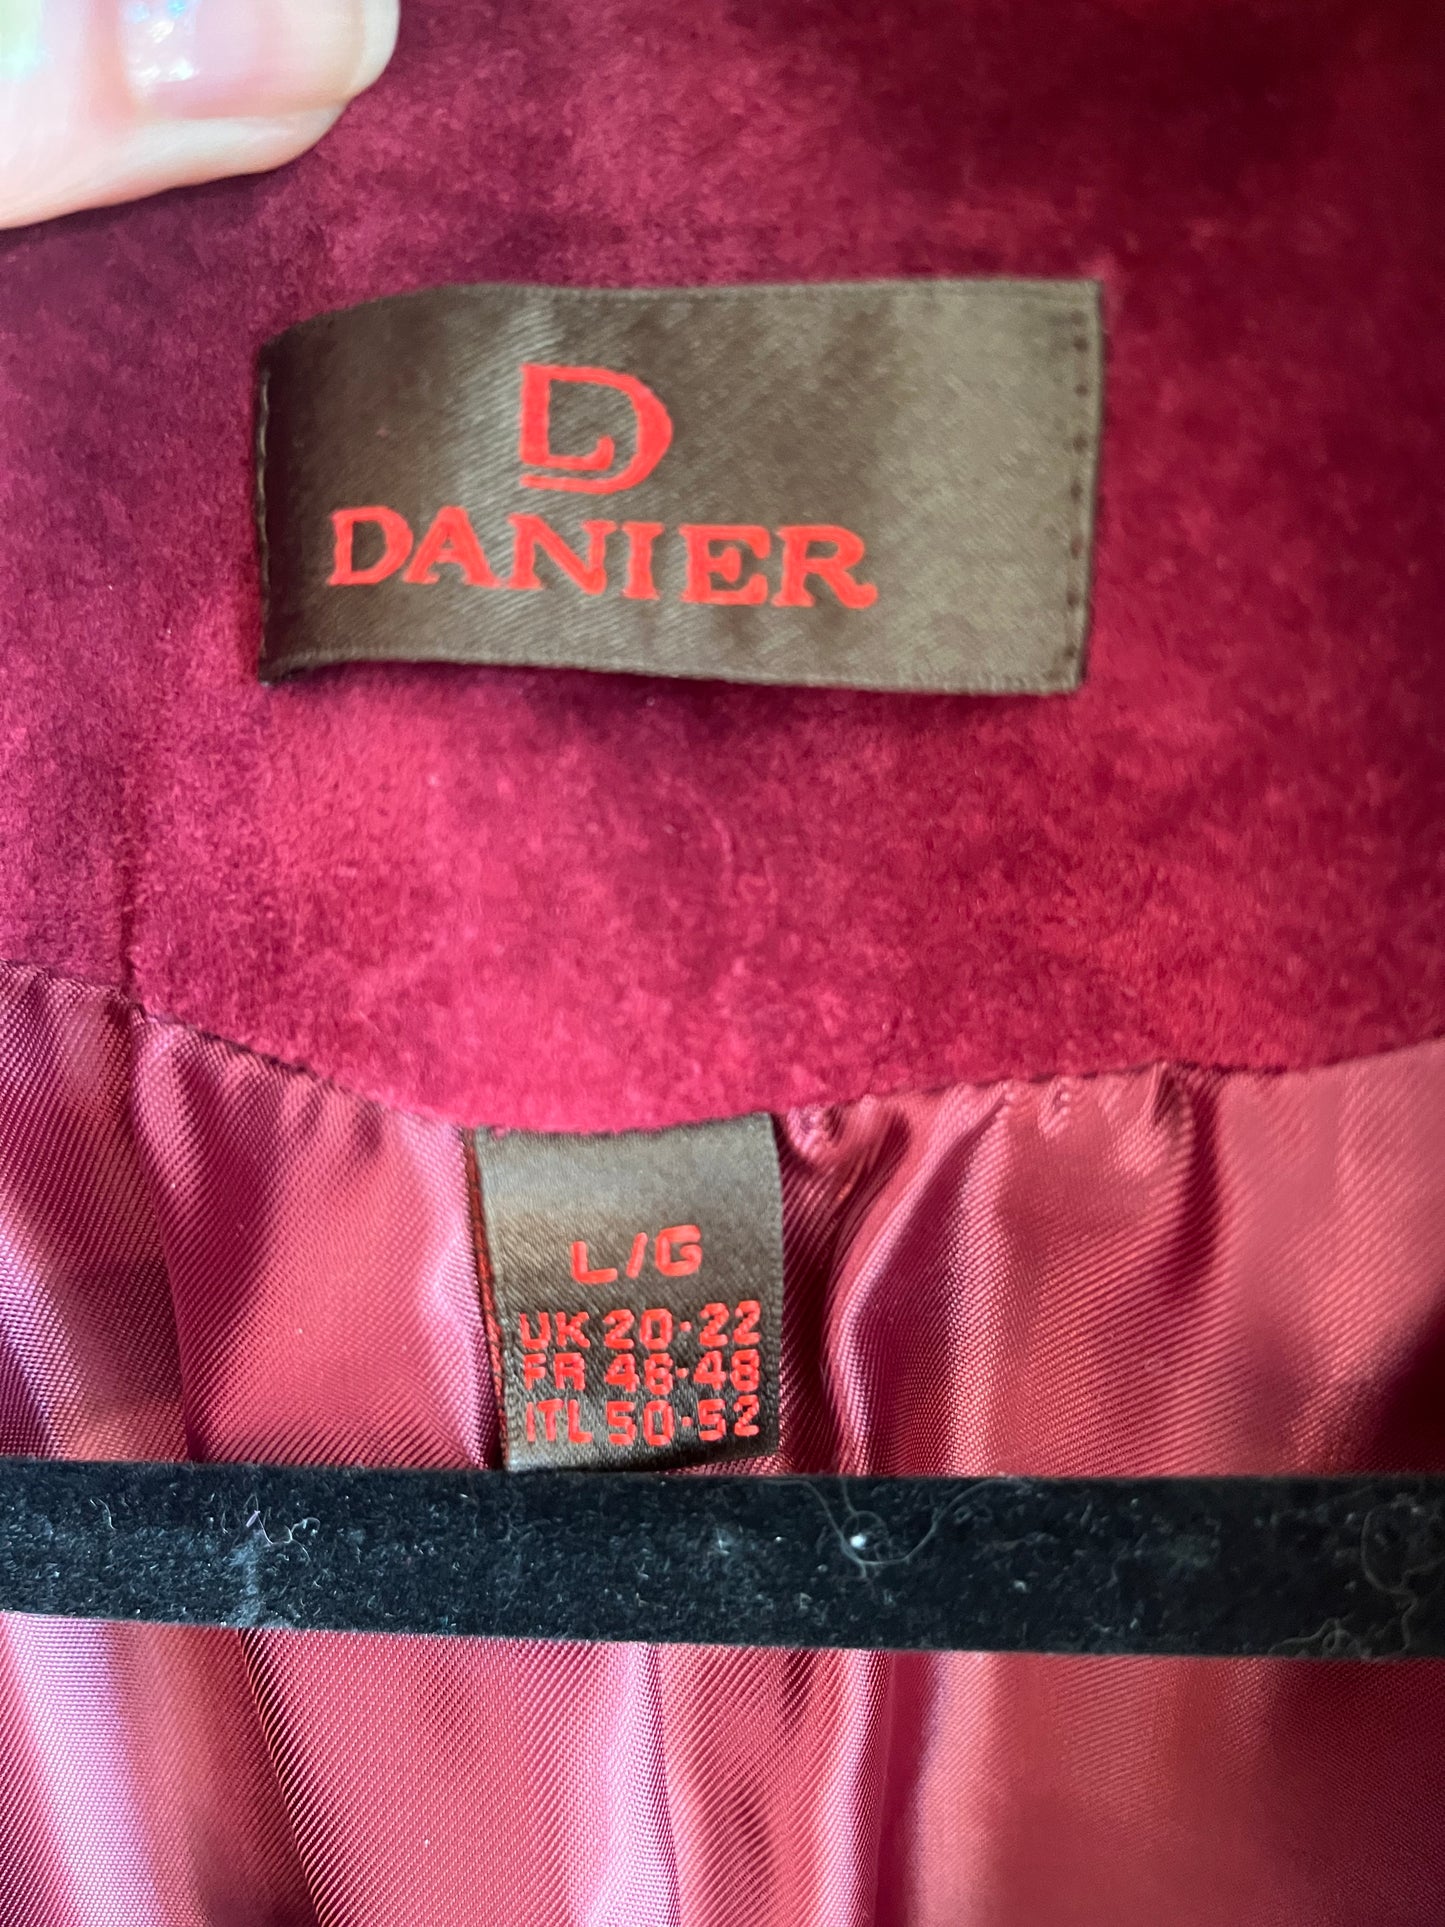 DANIER
L/G
UK 20-22
FR 46-48
ITL 50-52